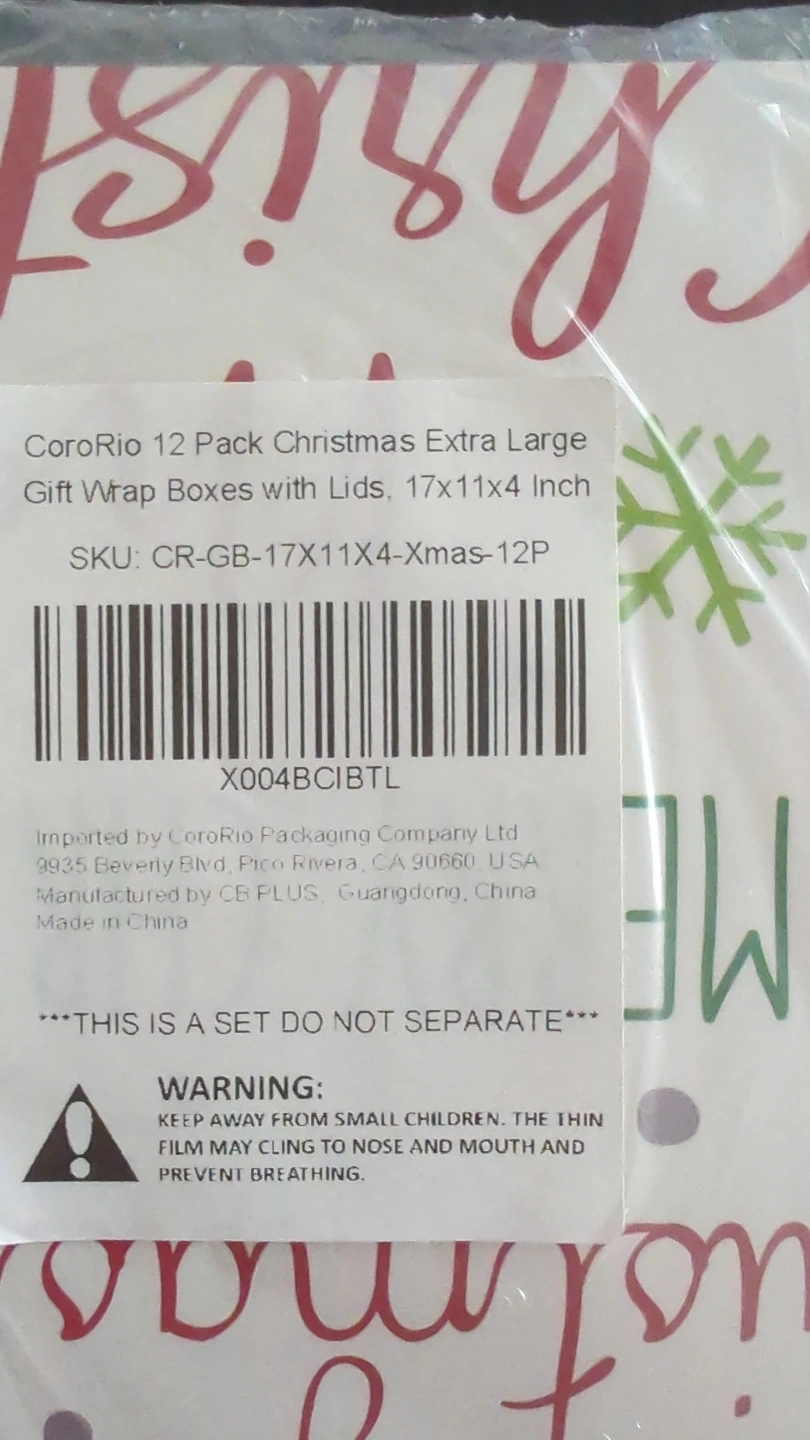 CoroRio 12 Pack Christmas Extra Large
Gift Wrap Boxes with Lids, 17x11x4 Inch
SKU: CR-GB-17X11X4-Xmas-12P
X004BCIBTL
Imported by CoroRio Packaging Company Ltd
9935 Beverly Blvd, Pico Rivera, CA 90660, USA
Manufactured by CB PLUS, Guangdong, China
Made in China
***THIS IS A SET DO NOT SEPARATE***
WARNING:
KEEP AWAY FROM SMALL CHILDREN. THE THIN
FILM MAY CLING TO NOSE AND MOUTH AND
PREVENT BREATHING.
ME